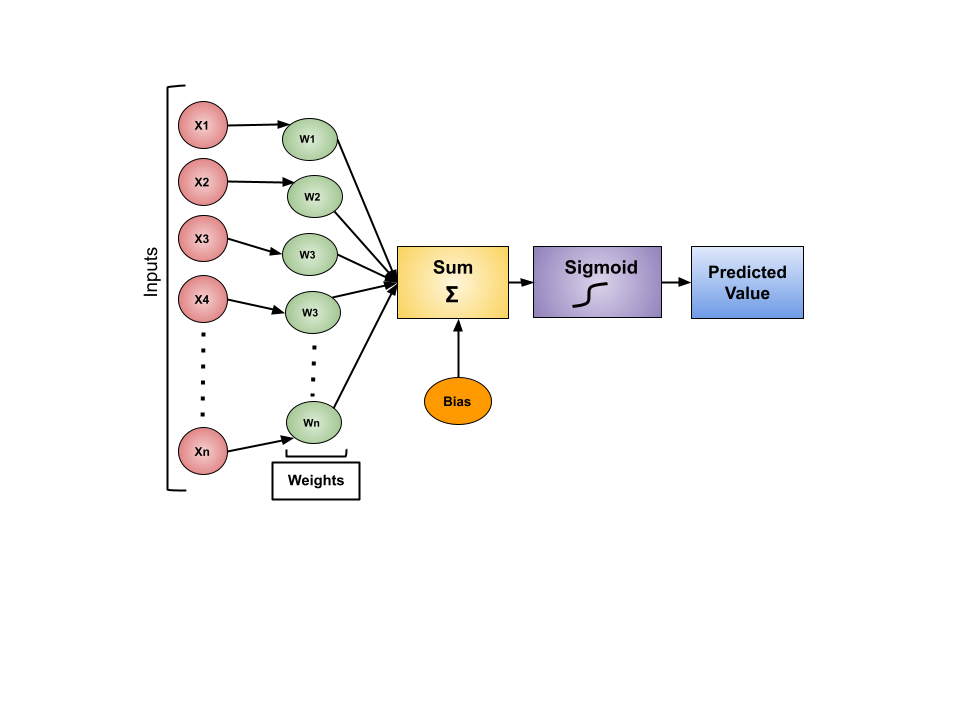 Inputs
X1
X2
X3
X4
Xn
W1
W2
W3
W3
Wn
Weights
Sum
Σ
Bias
Sigmoid
Predicted
Value